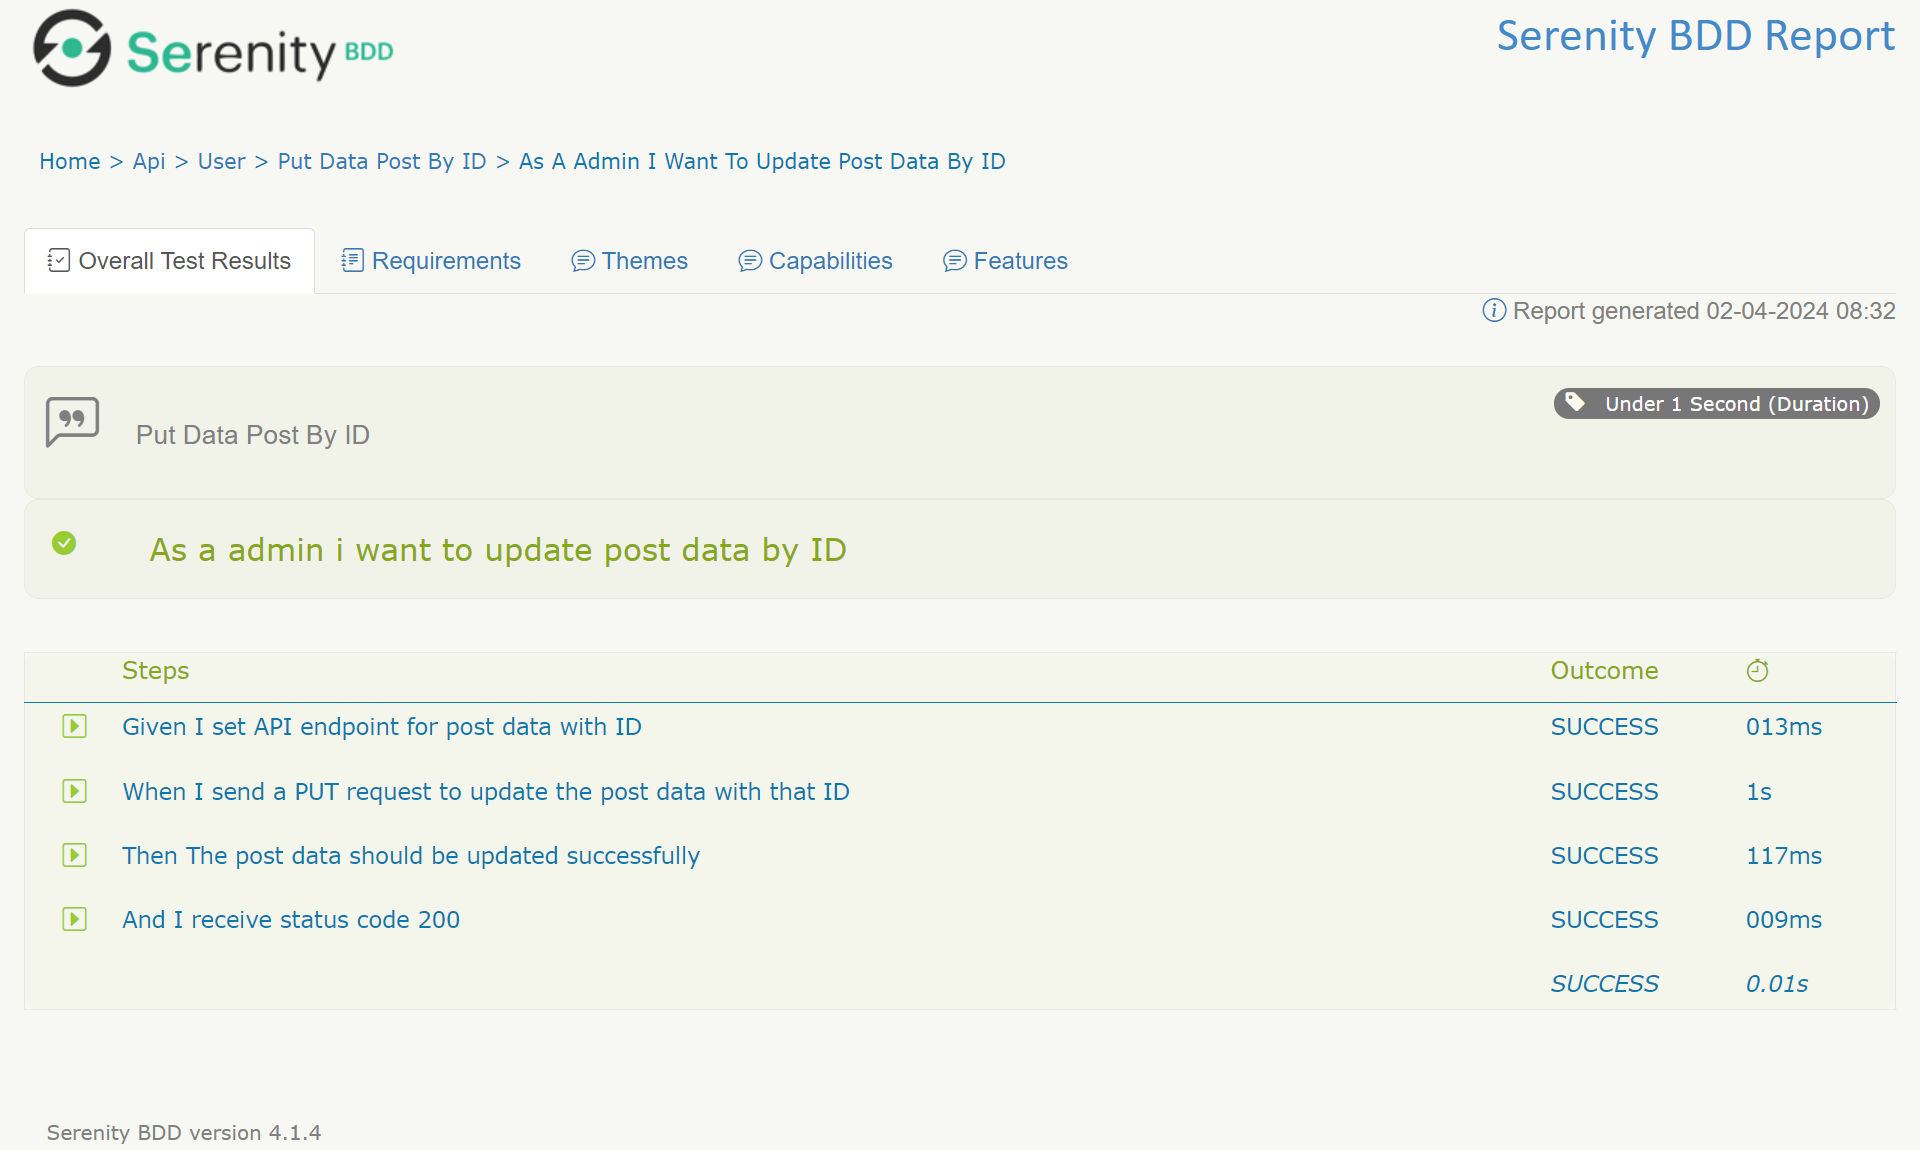 Serenity BDD
Serenity BDD Report
Home > Api > User > Put Data Post By ID > As A Admin I Want To Update Post Data By ID
Overall Test Results Requirements Themes Capabilities Features
Report generated 02-04-2024 08:32
Under 1 Second (Duration)
Put Data Post By ID
As a admin i want to update post data by ID
Steps Outcome
Given I set API endpoint for post data with ID SUCCESS 013ms
When I send a PUT request to update the post data with that ID SUCCESS 1s
Then The post data should be updated successfully SUCCESS 117ms
And I receive status code 200 SUCCESS 009ms
SUCCESS 0.01s
Serenity BDD version 4.1.4